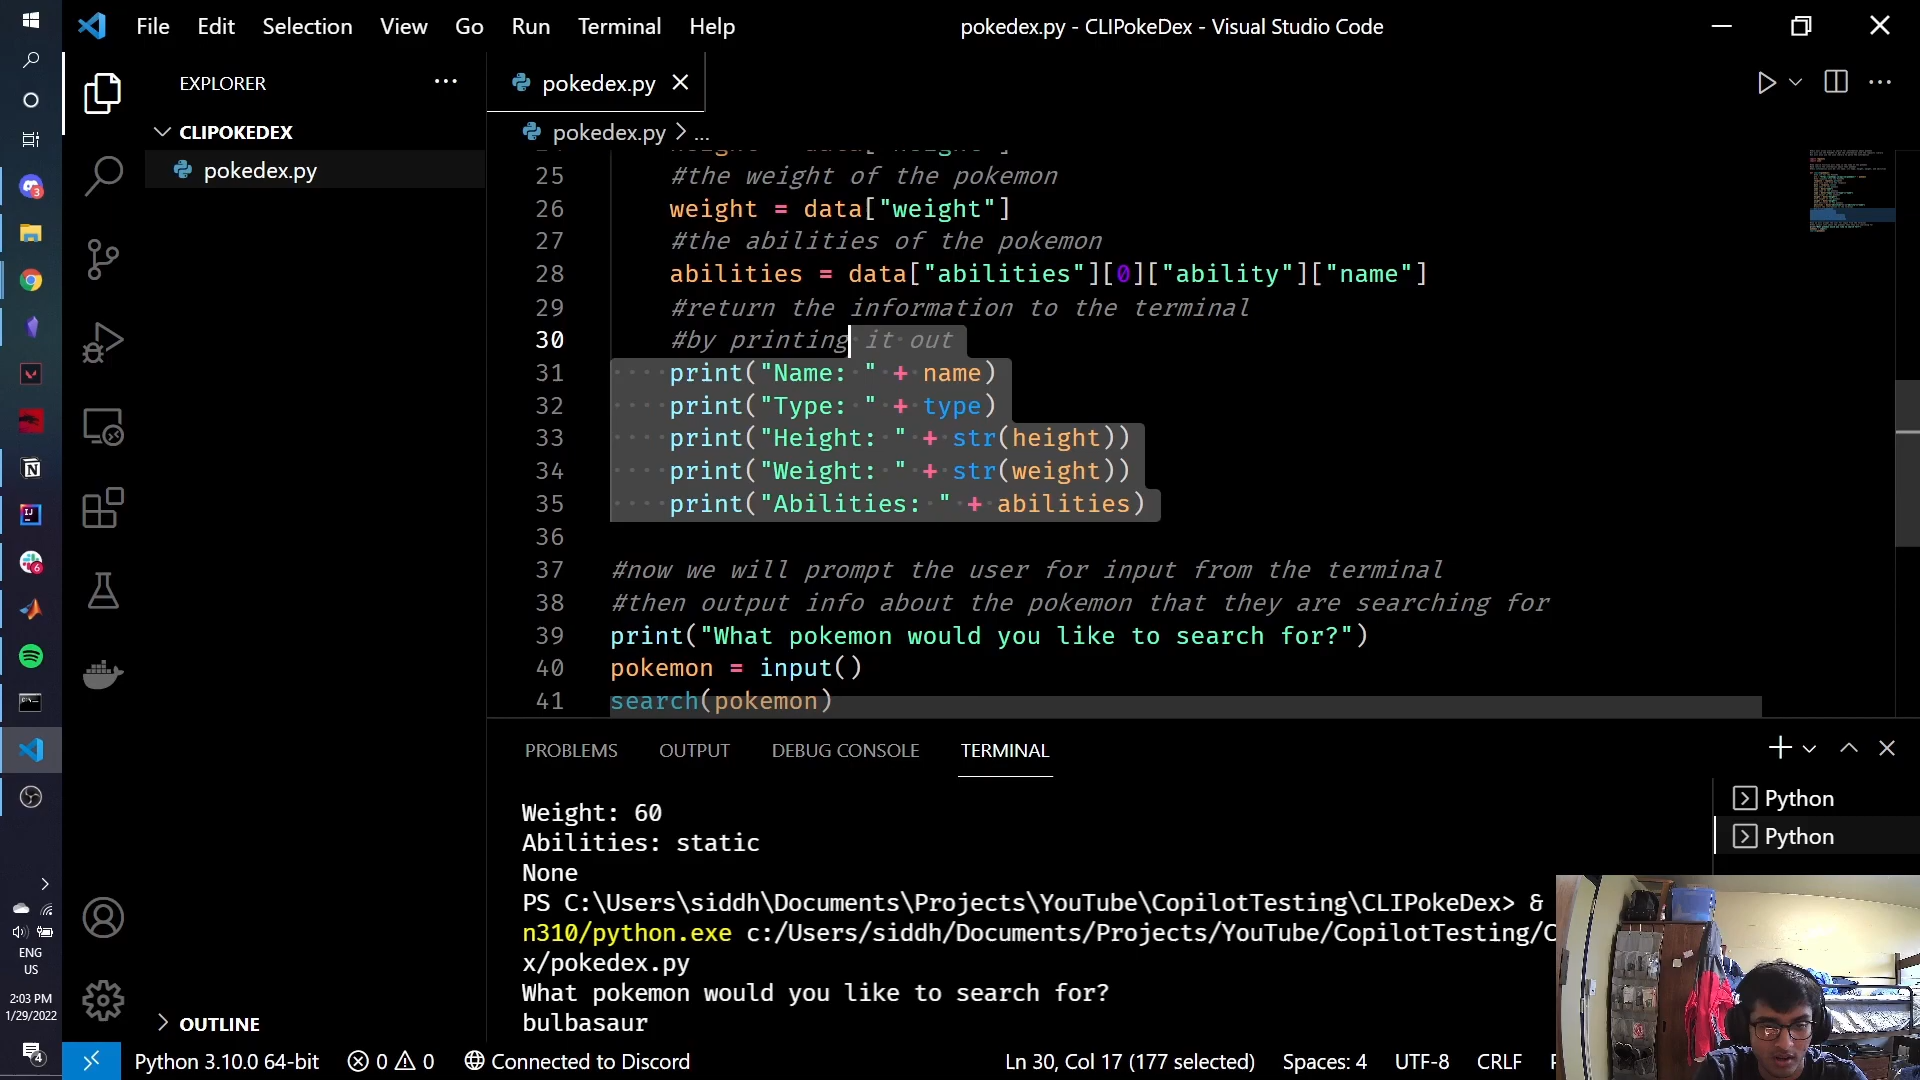 File Edit Selection View Go Run Terminal Help
pokedex.py - CLIPokeDex - Visual Studio Code
EXPLORER
CLIPOKEDEX
pokedex.py
pokedex.py
pokedex.py > ...
25 #the weight of the pokemon
26 weight = data["weight"]
27 #the abilities of the pokemon
28 abilities = data["abilities"][0]["ability"]["name"]
29 #return the information to the terminal
30 #by printing it out
31 print("Name: " + name)
32 print("Type: " + type)
33 print("Height: " + str(height))
34 print("Weight: " + str(weight))
35 print("Abilities: " + abilities)
36
37 #now we will prompt the user for input from the terminal
38 #then output info about the pokemon that they are searching for
39 print("What pokemon would you like to search for?")
40 pokemon = input()
41 search(pokemon)
PROBLEMS OUTPUT DEBUG CONSOLE TERMINAL
Python
Python
Weight: 60
Abilities: static
None
PS C:\Users\siddh\Documents\Projects\YouTube\CopilotTesting\CLIPokeDex> &
n310/python.exe c:/Users/siddh/Documents/Projects/YouTube/CopilotTesting/C
x/pokedex.py
What pokemon would you like to search for?
bulbasaur
OUTLINE
ENG
US
2:03 PM
1/29/2022
4
Python 3.10.0 64-bit 0 0 Connected to Discord
Ln 30, Col 17 (177 selected) Spaces: 4 UTF-8 CRLF